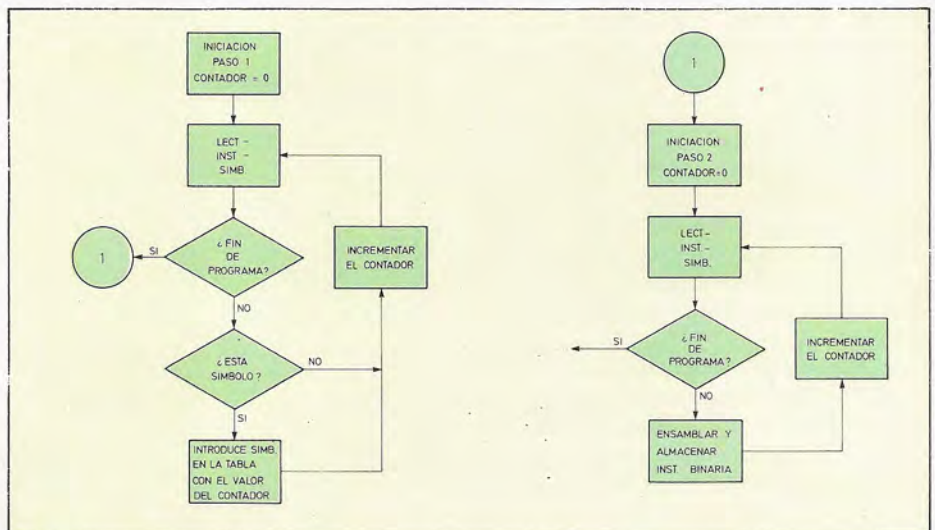 INICIACION
PASO 1
CONTADOR = 0
LECT -
INST -
SIMB
¿ FIN
DE
PROGRAMA?
SI
1
NO
INCREMENTAR
EL CONTADOR
¿ESTA
SIMBOLO?
NO
SI
INTRODUCE SIMB.
EN LA TABLA
CON EL VALOR
DEL CONTADOR
1
INICIACION
PASO 2
CONTADOR=0
LECT-
INST.-
SIMB.
¿ FIN
DE
PROGRAMA?
SI
NO
INCREMENTAR
EL CONTADOR
ENSAMBLAR Y
ALMACENAR
INST. BINARIA